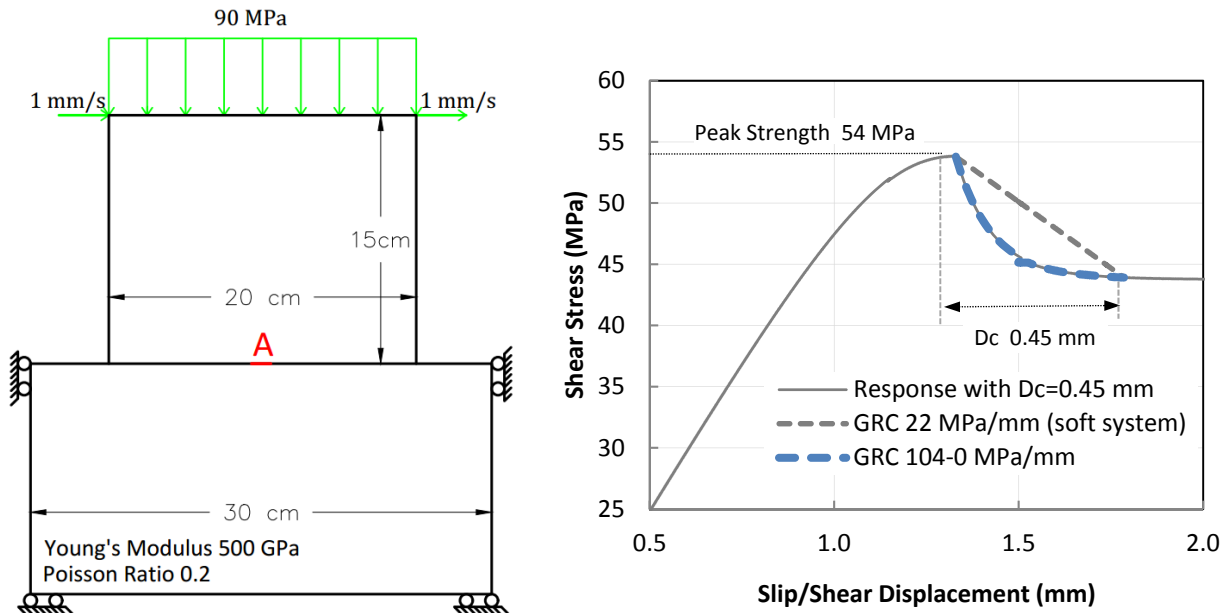 90 MPa
1 mm/s
1 mm/s
15cm
20 cm
A
30 cm
Young's Modulus 500 GPa
Poisson Ratio 0.2
60
55
50
45
40
35
30
25
Shear Stress (MPa)
Peak Strength 54 MPa
Dc 0.45 mm
Response with Dc=0.45 mm
GRC 22 MPa/mm (soft system)
GRC 104-0 MPa/mm
0.5 1.0 1.5 2.0
Slip/Shear Displacement (mm)